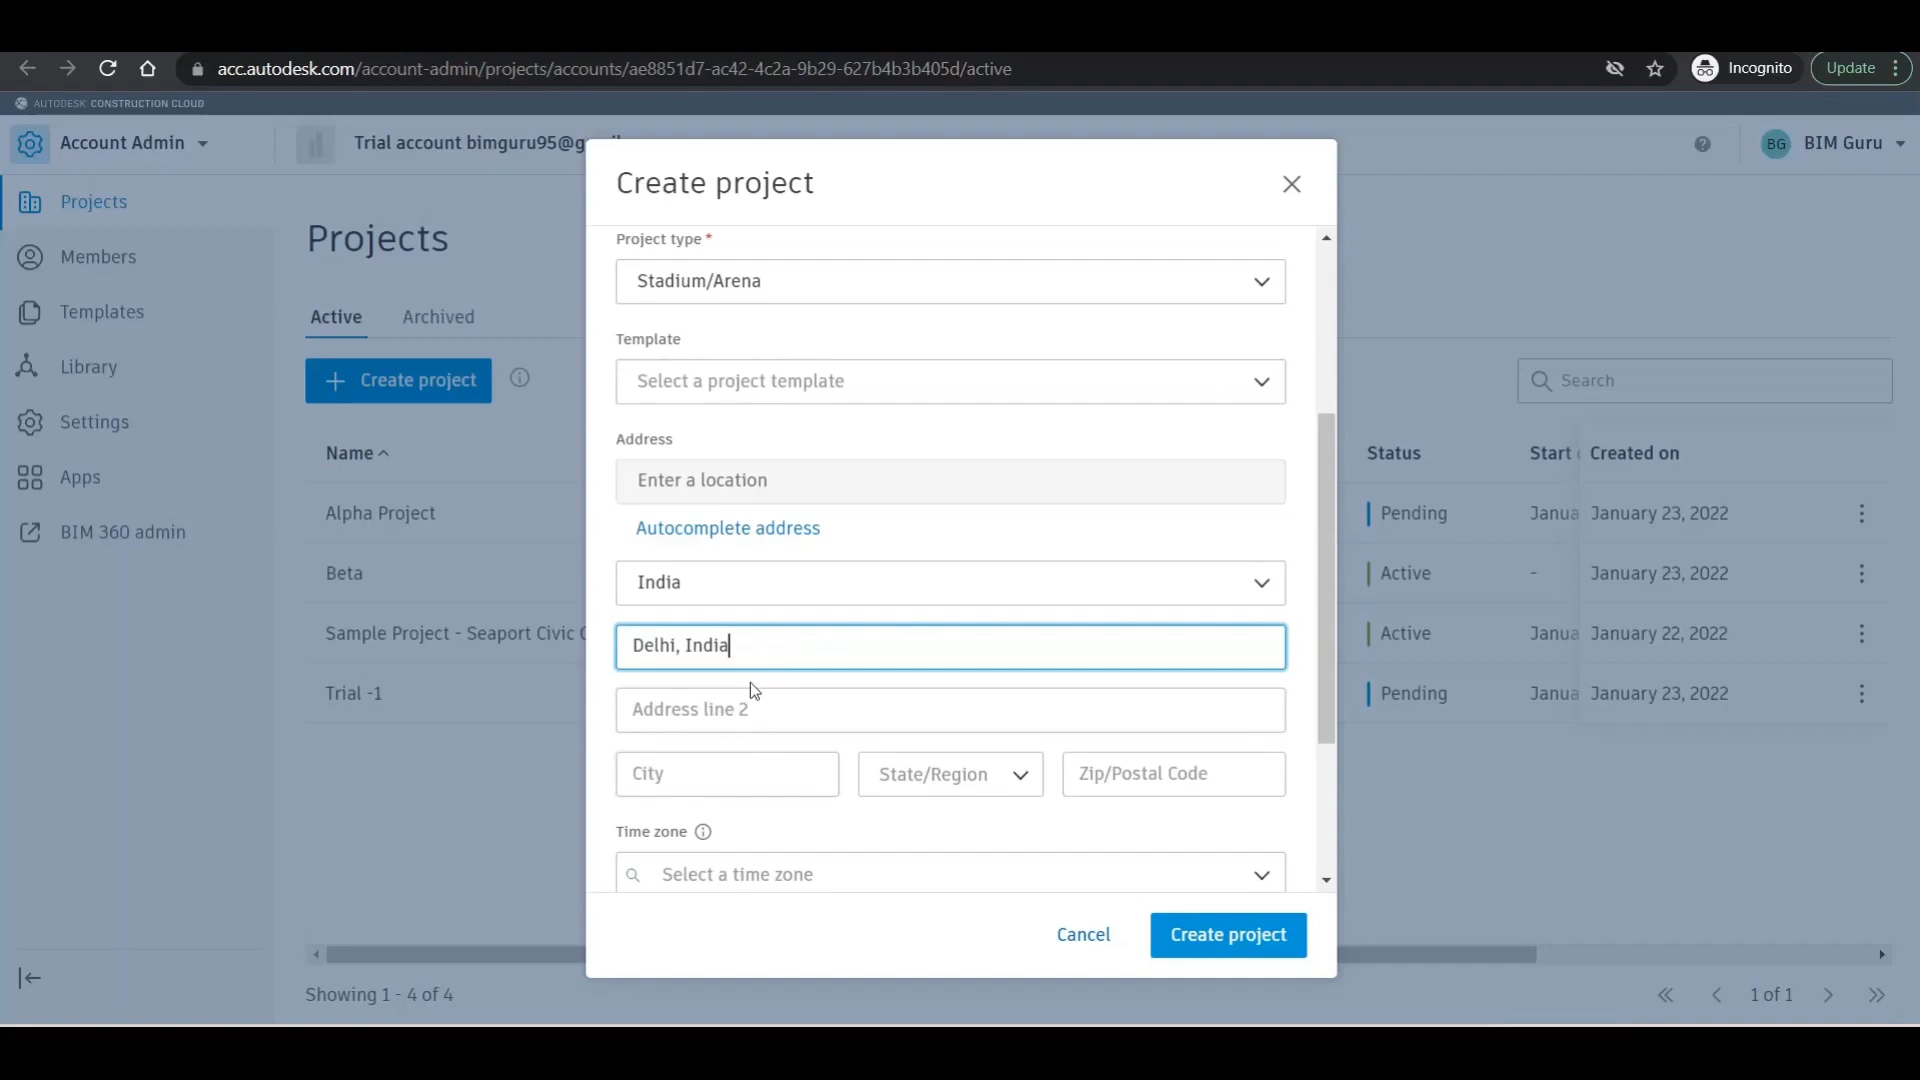 acc.autodesk.com/account-admin/projects/accounts/ae8851d7-ac42-4c2a-9b29-627b4b3b405d/active
Incognito
Update
AUTODESK CONSTRUCTION CLOUD
Account Admin
Trial account bimguru95@g
BG
BIM Guru
Projects
Members
Templates
Library
Settings
Apps
BIM 360 admin
Projects
Active
Archived
Create project
Search
Name
Status
Start
Created on
Alpha Project
Pending
Janua
January 23, 2022
Beta
Active
-
January 23, 2022
Sample Project - Seaport Civic
Active
Janua
January 22, 2022
Trial -1
Pending
Janua
January 23, 2022
Showing 1 - 4 of 4
1 of 1
Create project
Project type *
Stadium/Arena
Template
Select a project template
Address
Enter a location
Autocomplete address
India
Delhi, India
Address line 2
City
State/Region
Zip/Postal Code
Time zone
Select a time zone
Cancel
Create project